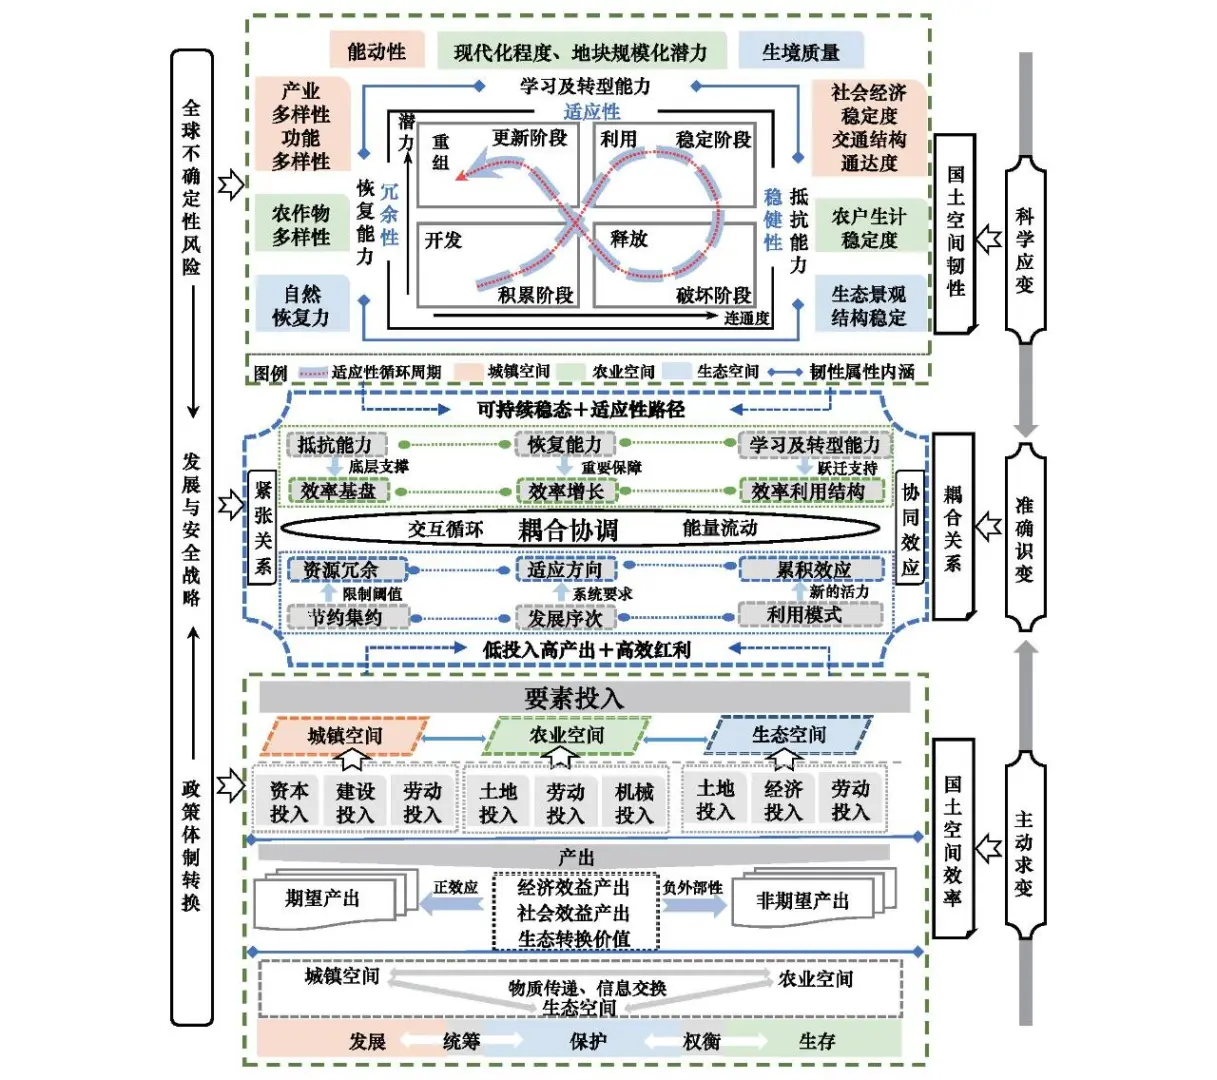 全球不确定性风险
发展与安全战略
政策体制转换
能动性
现代化程度、地块规模化潜力
生境质量
产业
多样性
功能
多样性
农作物
多样性
自然
恢复力
学习及转型能力
适应性
恢复能力
冗余性
潜力
重组
更新阶段
利用
稳定阶段
开发
积累阶段
释放
破坏阶段
连通度
稳健性
抵抗能力
社会经济
稳定度
交通结构
通达度
农户生计
稳定度
生态景观
结构稳定
国土空间韧性
科学应变
图例
适应性循环周期
城镇空间
农业空间
生态空间
韧性属性内涵
可持续稳态＋适应性路径
紧张关系
抵抗能力
恢复能力
学习及转型能力
底层支撑
重要保障
跃迁支持
效率基盘
效率增长
效率利用结构
交互循环
耦合协调
能量流动
资源冗余
适应方向
累积效应
限制阈值
系统要求
新的活力
节约集约
发展序次
利用模式
协同效应
耦合关系
准确识变
低投入高产出＋高效红利
要素投入
城镇空间
农业空间
生态空间
资本
投入
建设
投入
劳动
投入
土地
投入
劳动
投入
机械
投入
土地
投入
经济
投入
劳动
投入
产出
期望产出
正效应
经济效益产出
社会效益产出
生态转换价值
负外部性
非期望产出
城镇空间
农业空间
物质传递、信息交换
生态空间
发展
统筹
保护
权衡
生存
国土空间效率
主动求变